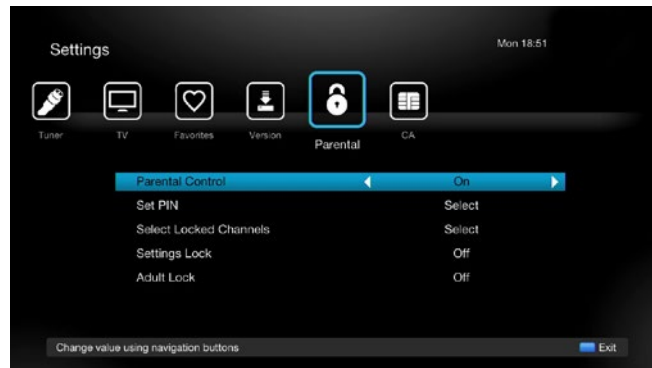 Settings
Mon 18:51
Tuner TV Favorites Version Parental CA
Parental Control On
Set PIN Select
Select Locked Channels Select
Settings Lock Off
Adult Lock Off
Change value using navigation buttons Exit